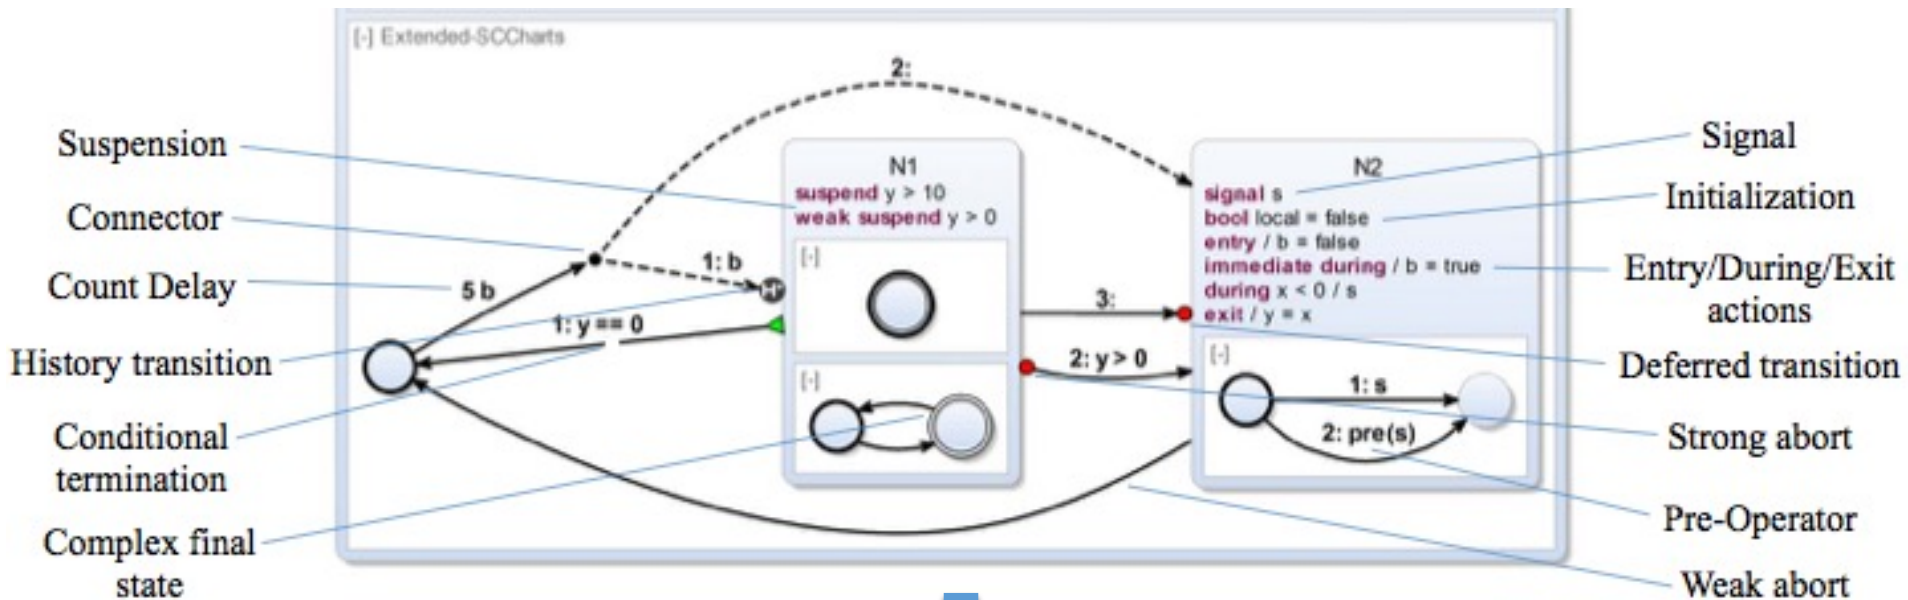 [-] Extended-SCCharts
2:
Suspension
Connector
Count Delay
History transition
Conditional
termination
Complex final
state
5 b
1: b
H
1: y == 0
N1
suspend y > 10
weak suspend y > 0
[-]
[-]
3:
2: y > 0
N2
signal s
bool local = false
entry / b = false
immediate during / b = true
during x < 0 / s
exit / y = x
[-]
1: s
2: pre(s)
Signal
Initialization
Entry/During/Exit
actions
Deferred transition
Strong abort
Pre-Operator
Weak abort